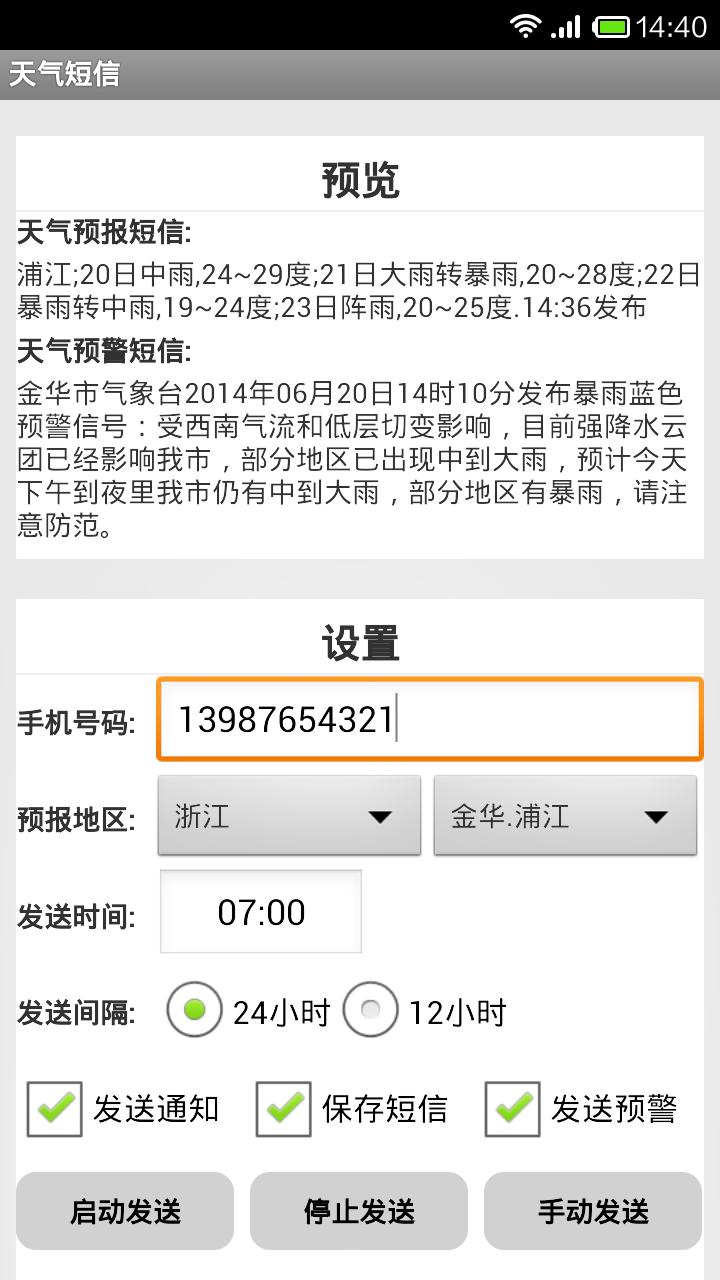 14:40
天气短信
预览
天气预报短信:
浦江;20日中雨,24~29度;21日大雨转暴雨,20~28度;22日
暴雨转中雨,19~24度;23日阵雨,20~25度.14:36发布
天气预警短信:
金华市气象台2014年06月20日14时10分发布暴雨蓝色
预警信号：受西南气流和低层切变影响，目前强降水云
团已经影响我市，部分地区已出现中到大雨，预计今天
下午到夜里我市仍有中到大雨，部分地区有暴雨，请注
意防范。
设置
手机号码: 13987654321
预报地区: 浙江 金华.浦江
发送时间: 07:00
发送间隔: 24小时 12小时
发送通知 保存短信 发送预警
启动发送 停止发送 手动发送